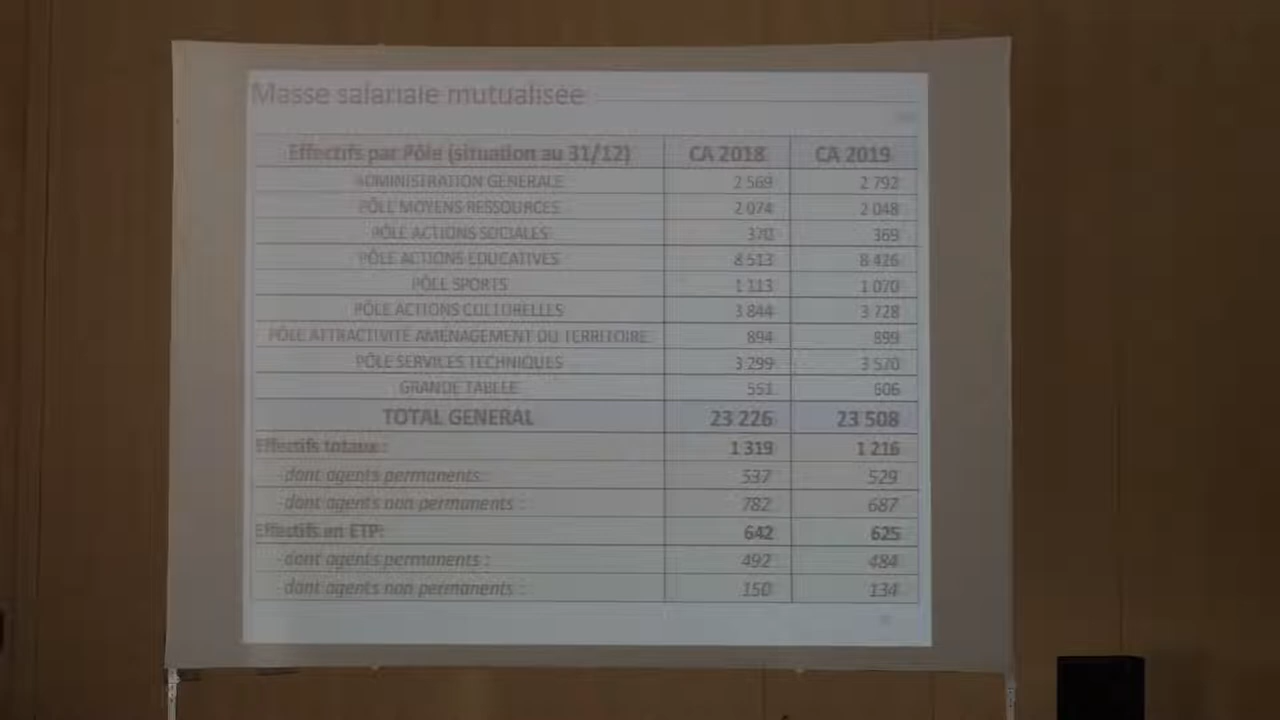 Masse salariale mutualisée
Effectifs par Pôle (situation au 31/12) CA 2018 CA 2019
ADMINISTRATION GENERALE 2 569 2 792
PÔLE MOYENS RESSOURCES 2 074 2 048
PÔLE ACTIONS SOCIALES 370 369
PÔLE ACTIONS EDUCATIVES 8 513 8 426
PÔLE SPORTS 1 113 1 070
PÔLE ACTIONS CULTURELLES 3 844 3 728
PÔLE ATTRACTIVITE AMÉNAGEMENT DU TERRITOIRE 894 899
PÔLE SERVICES TECHNIQUES 3 299 3 570
GRANDE TABLEE 551 606
TOTAL GENERAL 23 226 23 508
Effectifs totaux : 1 319 1 216
-dont agents permanents : 537 529
-dont agents non permanents : 782 687
Effectifs en ETP: 642 625
-dont agents permanents : 492 484
-dont agents non permanents : 150 134